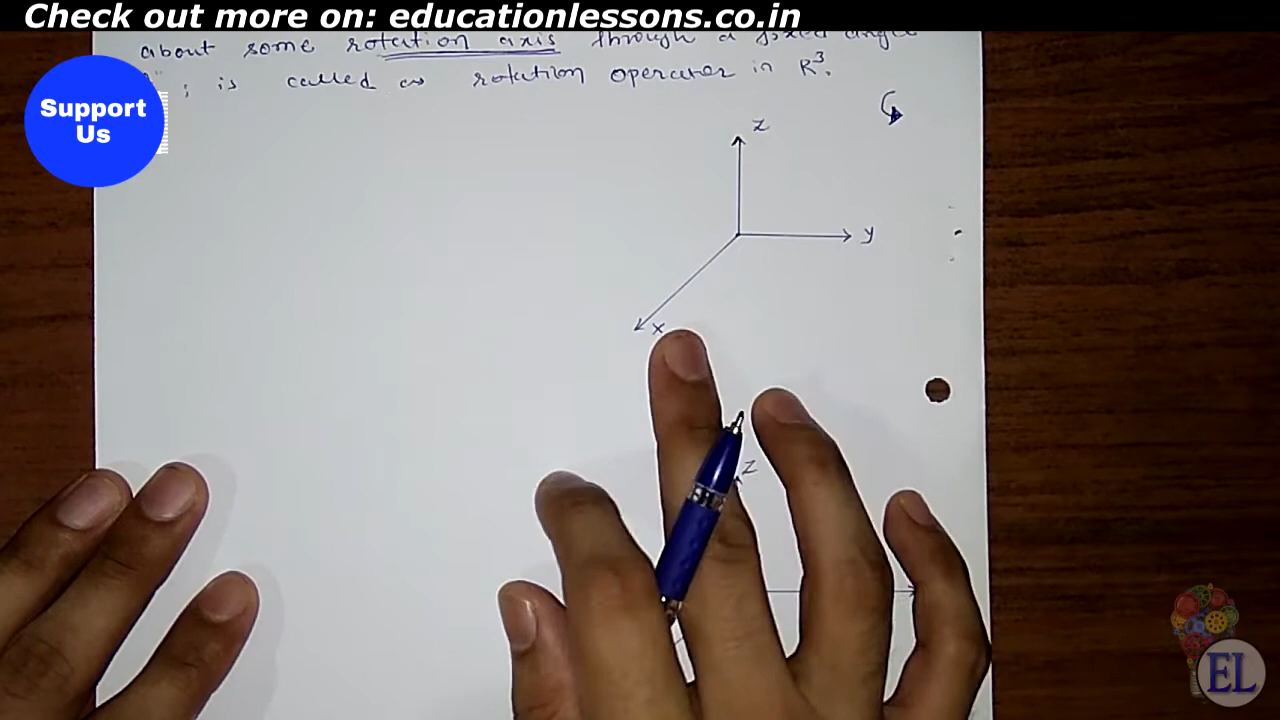 Check out more on: educationlessons.co.in
about some rotation axis through a fixed angle
; is called as rotation operator in R³.
Support
Us
z
y
x
z
EL